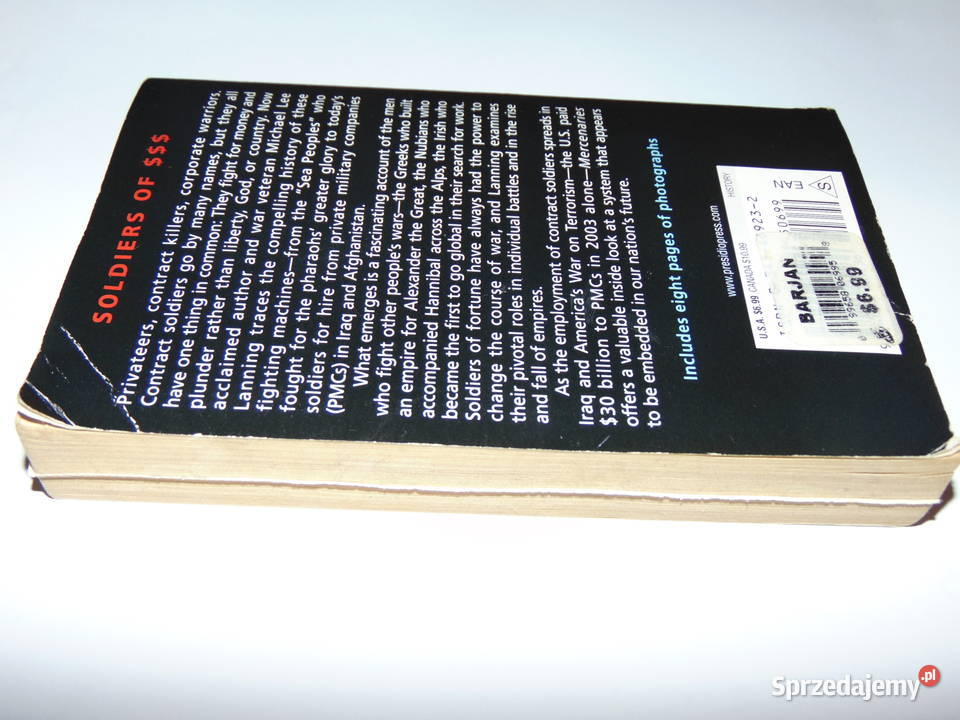 SOLDIERS OF $$$
Privateers, contract killers, corporate warriors.
Contract soldiers go by many names, but they all
have one thing in common: They fight for money and
plunder rather than liberty, God, or country. Now
acclaimed author and war veteran Michael Lee
Lanning traces the compelling history of these
fighting machines—from the "Sea Peoples" who
fought for the pharaohs' greater glory to today's
soldiers for hire from private military companies
(PMCs) in Iraq and Afghanistan.
What emerges is a fascinating account of the men
who fight other people's wars—the Greeks who built
an empire for Alexander the Great, the Nubians who
accompanied Hannibal across the Alps, the Irish who
became the first to go global in their search for work.
Soldiers of fortune have always had the power to
change the course of war, and Lanning examines
their pivotal roles in individual battles and in the rise
and fall of empires.
As the employment of contract soldiers spreads in
Iraq and America's War on Terrorism—the U.S. paid
$30 billion to PMCs in 2003 alone—Mercenaries
offers a valuable inside look at a system that appears
to be embedded in our nation's future.
Includes eight pages of photographs
www.presidiopress.com
HISTORY
U.S.A. $6.99 CANADA $10.99
923-2
50699
EAN
S
BARJAN
$6.99
Sprzedajemy.pl